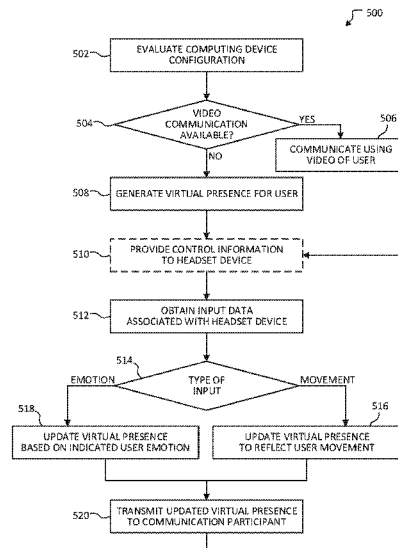 500
502
EVALUATE COMPUTING DEVICE
CONFIGURATION
504
VIDEO
COMMUNICATION
AVAILABLE?
YES
506
COMMUNICATE USING
VIDEO OF USER
NO
508
GENERATE VIRTUAL PRESENCE FOR USER
510
PROVIDE CONTROL INFORMATION
TO HEADSET DEVICE
512
OBTAIN INPUT DATA
ASSOCIATED WITH HEADSET DEVICE
514
EMOTION
TYPE OF
INPUT
MOVEMENT
518
UPDATE VIRTUAL PRESENCE
BASED ON INDICATED USER EMOTION
516
UPDATE VIRTUAL PRESENCE
TO REFLECT USER MOVEMENT
520
TRANSMIT UPDATED VIRTUAL PRESENCE
TO COMMUNICATION PARTICIPANT